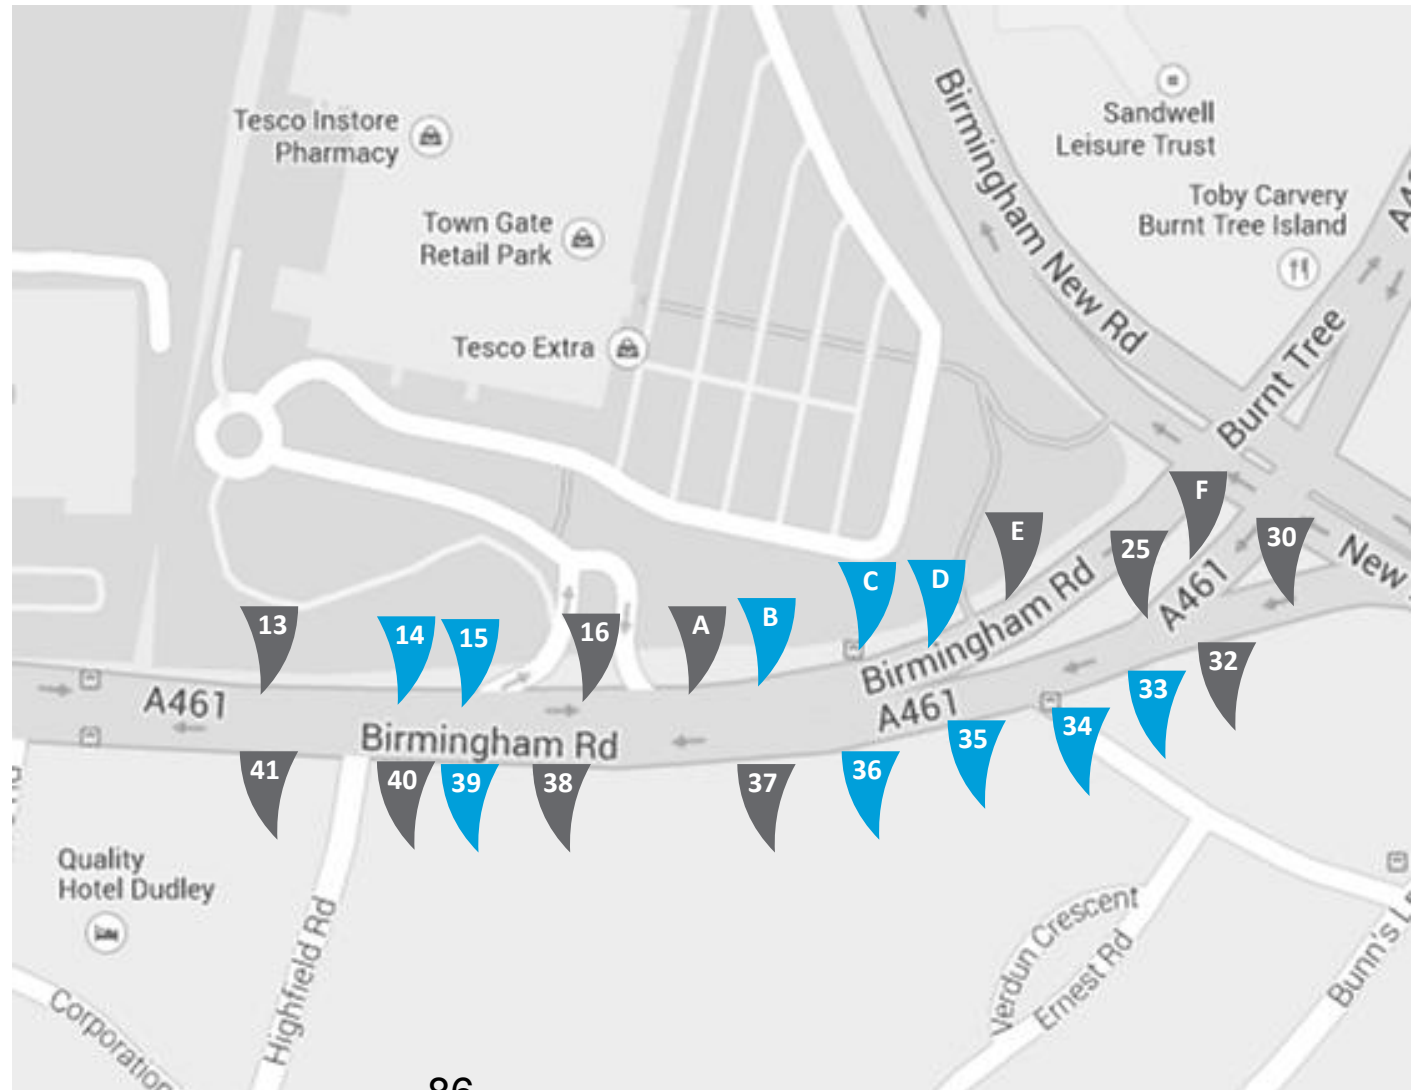 Birmingham New Rd
Sandwell
Leisure Trust
Tesco Instore
Pharmacy
Toby Carvery
Burnt Tree Island
Town Gate
Retail Park
Tesco Extra
Burnt Tree
F
E
25
30
New
C
D
A461
13
14
15
16
A
B
Birmingham Rd
32
33
A461
A461
34
35
Birmingham Rd
41
40
39
38
37
36
Quality
Hotel Dudley
Highfield Rd
Verdun Crescent
Ernest Rd
Corporation
Bunn's
86